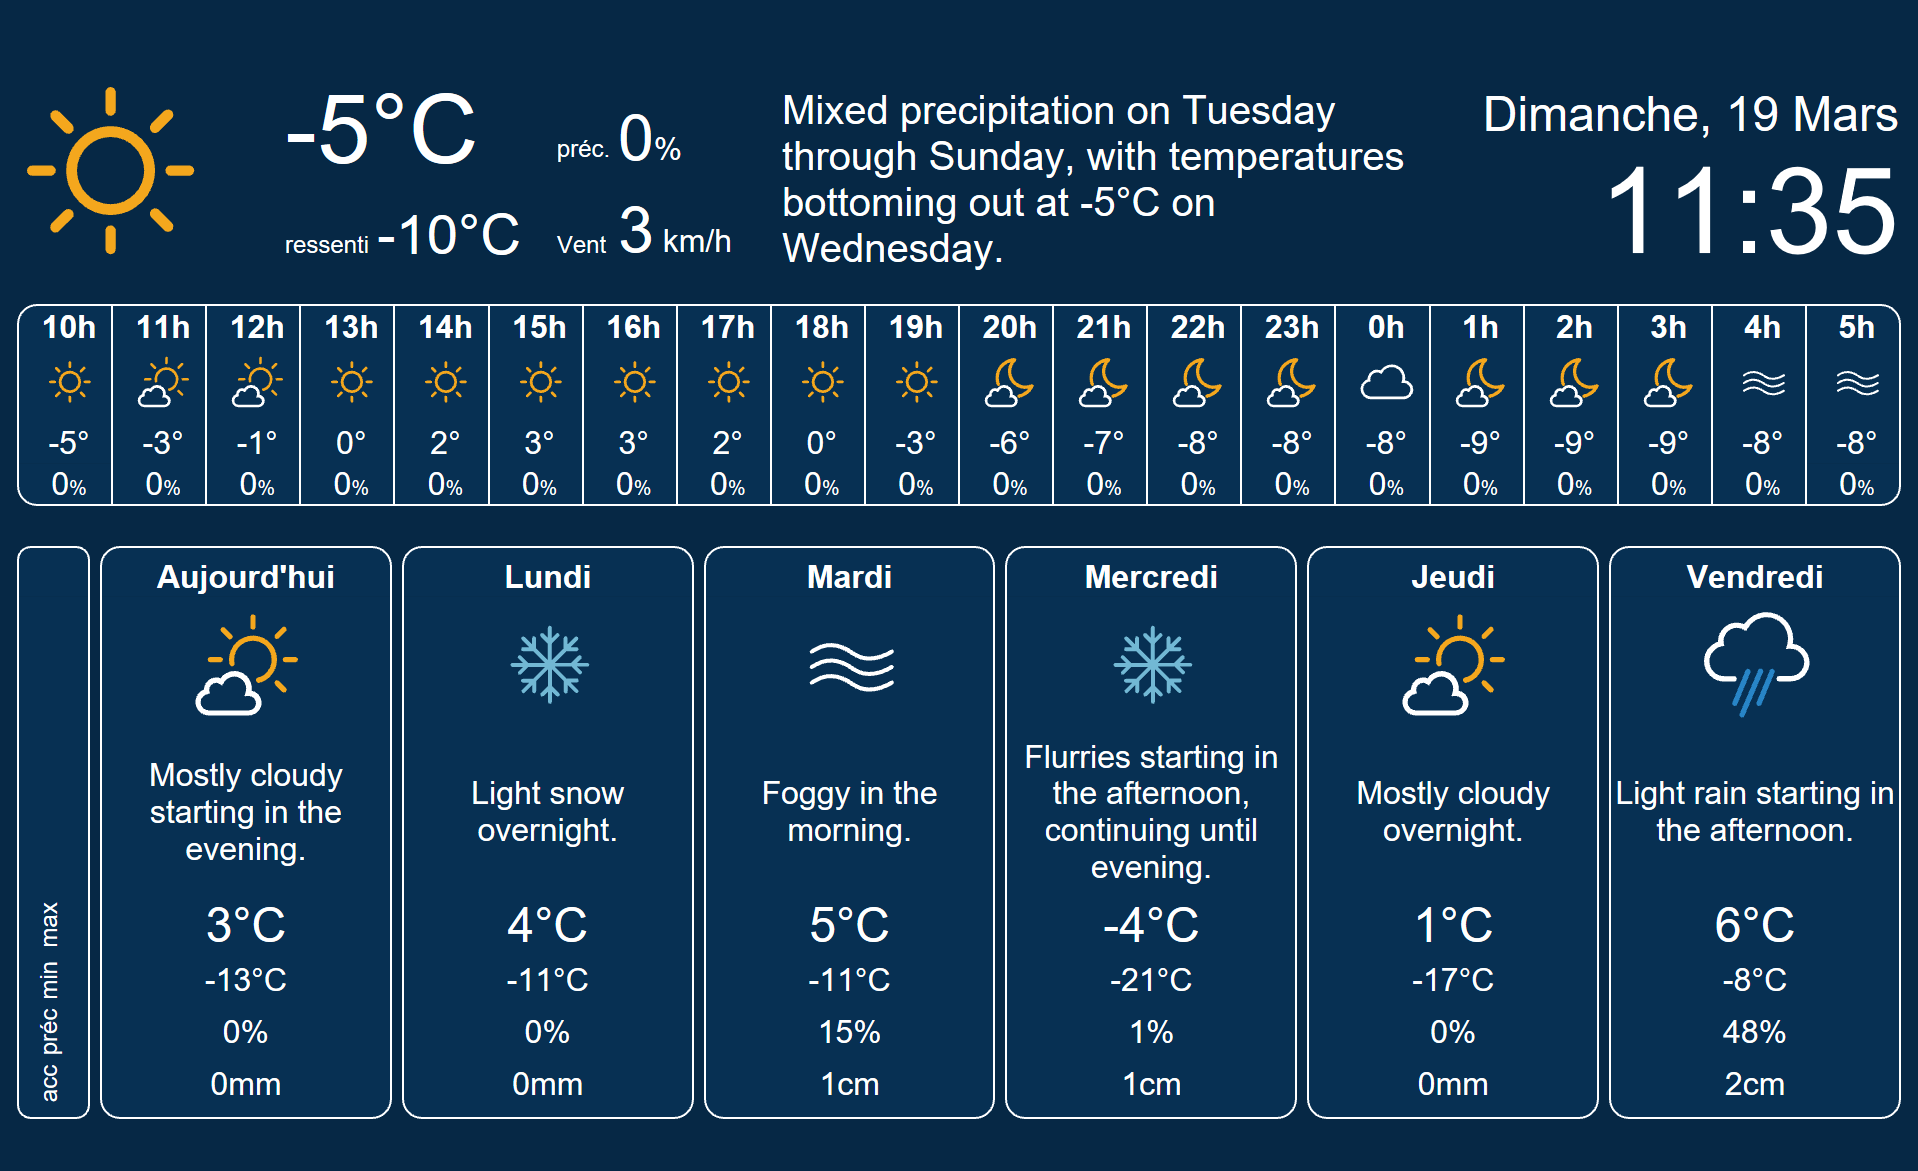 -5°C
préc. 0%
ressenti -10°C
Vent 3 km/h
Mixed precipitation on Tuesday
through Sunday, with temperatures
bottoming out at -5°C on
Wednesday.
Dimanche, 19 Mars
11:35
10h 11h 12h 13h 14h 15h 16h 17h 18h 19h 20h 21h 22h 23h 0h 1h 2h 3h 4h 5h
-5° -3° -1° 0° 2° 3° 3° 2° 0° -3° -6° -7° -8° -8° -8° -9° -9° -9° -8° -8°
0% 0% 0% 0% 0% 0% 0% 0% 0% 0% 0% 0% 0% 0% 0% 0% 0% 0% 0% 0%
acc préc min max
Aujourd'hui
Mostly cloudy
starting in the
evening.
3°C
-13°C
0%
0mm
Lundi
Light snow
overnight.
4°C
-11°C
0%
0mm
Mardi
Foggy in the
morning.
5°C
-11°C
15%
1cm
Mercredi
Flurries starting in
the afternoon,
continuing until
evening.
-4°C
-21°C
1%
1cm
Jeudi
Mostly cloudy
overnight.
1°C
-17°C
0%
0mm
Vendredi
Light rain starting in
the afternoon.
6°C
-8°C
48%
2cm